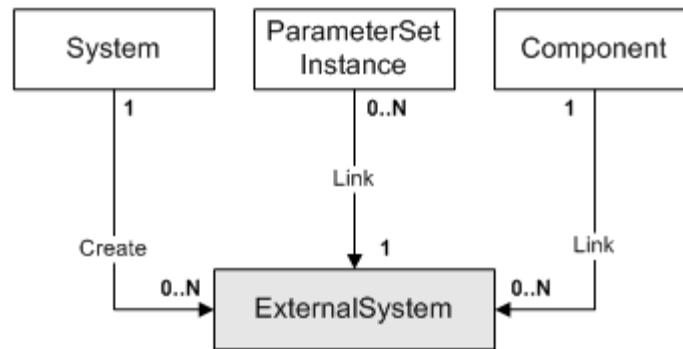 System
ParameterSet
Instance
Component
1
0..N
1
Link
Create
Link
1
0..N
0..N
ExternalSystem